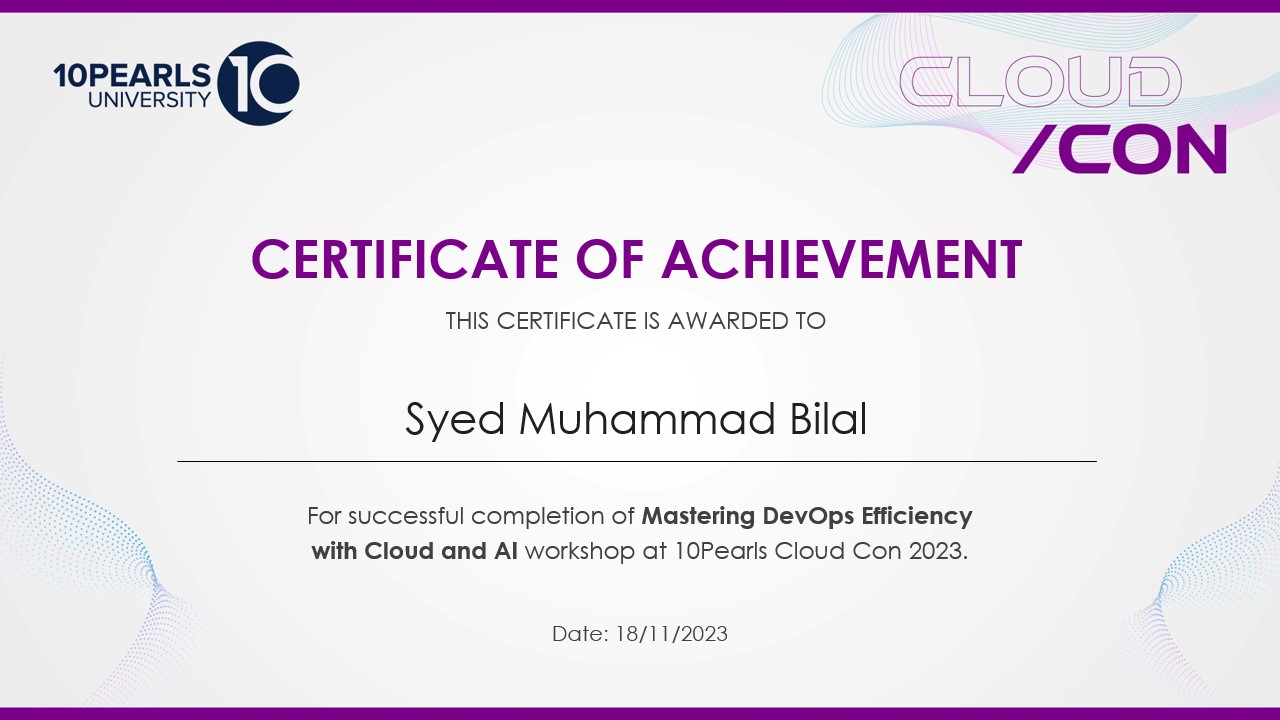 10PEARLS
UNIVERSITY
10
CLOUD
/CON
CERTIFICATE OF ACHIEVEMENT
THIS CERTIFICATE IS AWARDED TO
Syed Muhammad Bilal
For successful completion of Mastering DevOps Efficiency
with Cloud and AI workshop at 10Pearls Cloud Con 2023.
Date: 18/11/2023